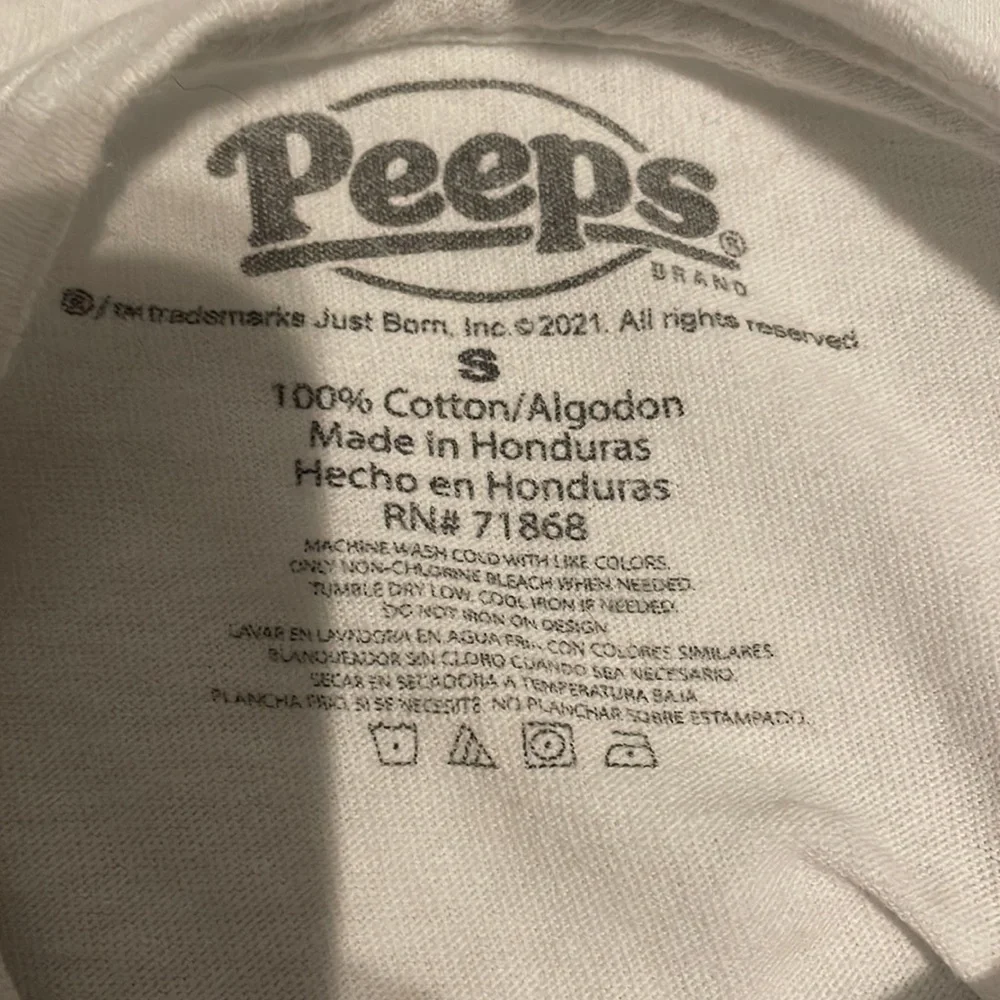 Peeps®
BRAND
®/™ trademarks Just Born, Inc. © 2021. All rights reserved
S
100% Cotton/Algodon
Made in Honduras
Hecho en Honduras
RN# 71868
MACHINE WASH COLD WITH LIKE COLORS.
ONLY NON-CHLORINE BLEACH WHEN NEEDED.
TUMBLE DRY LOW. COOL IRON IF NEEDED.
DO NOT IRON ON DESIGN
LAVAR EN LAVADORA EN AGUA FRIA, CON COLORES SIMILARES.
BLANQUEADOR SIN CLORO CUANDO SEA NECESARIO.
SECAR EN SECADORA A TEMPERATURA BAJA.
PLANCHA FRIO, SI SE NECESITE. NO PLANCHAR SOBRE ESTAMPADO.